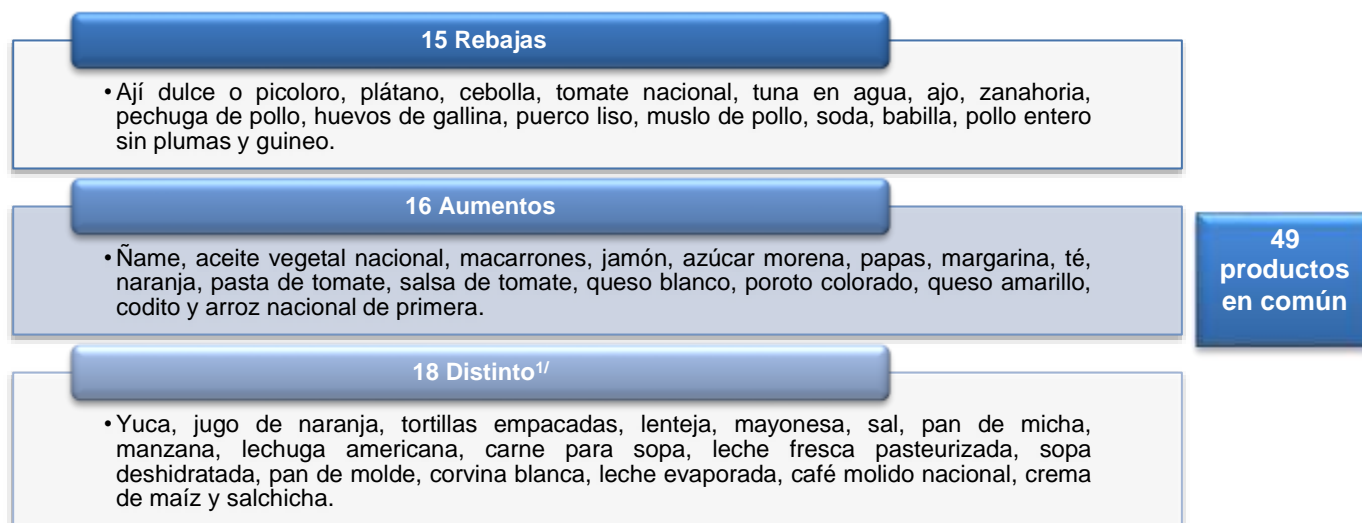 15 Rebajas
• Ají dulce o picoloro, plátano, cebolla, tomate nacional, tuna en agua, ajo, zanahoria,
pechuga de pollo, huevos de gallina, puerco liso, muslo de pollo, soda, babilla, pollo entero
sin plumas y guineo.
16 Aumentos
• Ñame, aceite vegetal nacional, macarrones, jamón, azúcar morena, papas, margarina, té,
naranja, pasta de tomate, salsa de tomate, queso blanco, poroto colorado, queso amarillo,
codito y arroz nacional de primera.
18 Distinto1/
• Yuca, jugo de naranja, tortillas empacadas, lenteja, mayonesa, sal, pan de micha,
manzana, lechuga americana, carne para sopa, leche fresca pasteurizada, sopa
deshidratada, pan de molde, corvina blanca, leche evaporada, café molido nacional, crema
de maíz y salchicha.
49
productos
en común